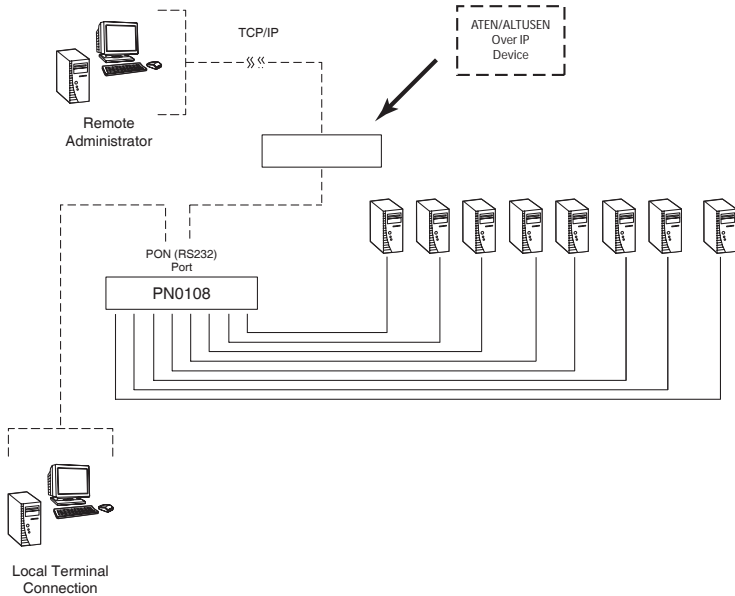 TCP/IP
ATEN/ALTUSEN
Over IP
Device
Remote
Administrator
PON (RS232)
Port
PN0108
Local Terminal
Connection